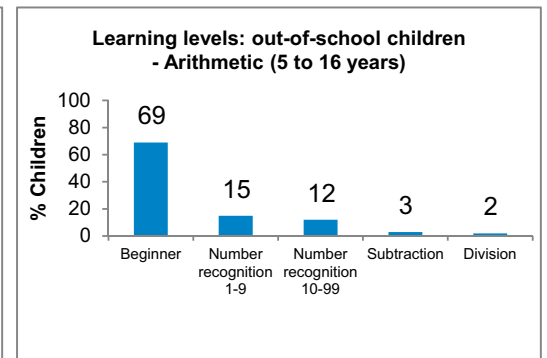 Learning levels: out-of-school children
- Arithmetic (5 to 16 years)
% Children
100
80
60
40
20
0
69
15
12
3
2
Beginner
Number
recognition
1-9
Number
recognition
10-99
Subtraction
Division